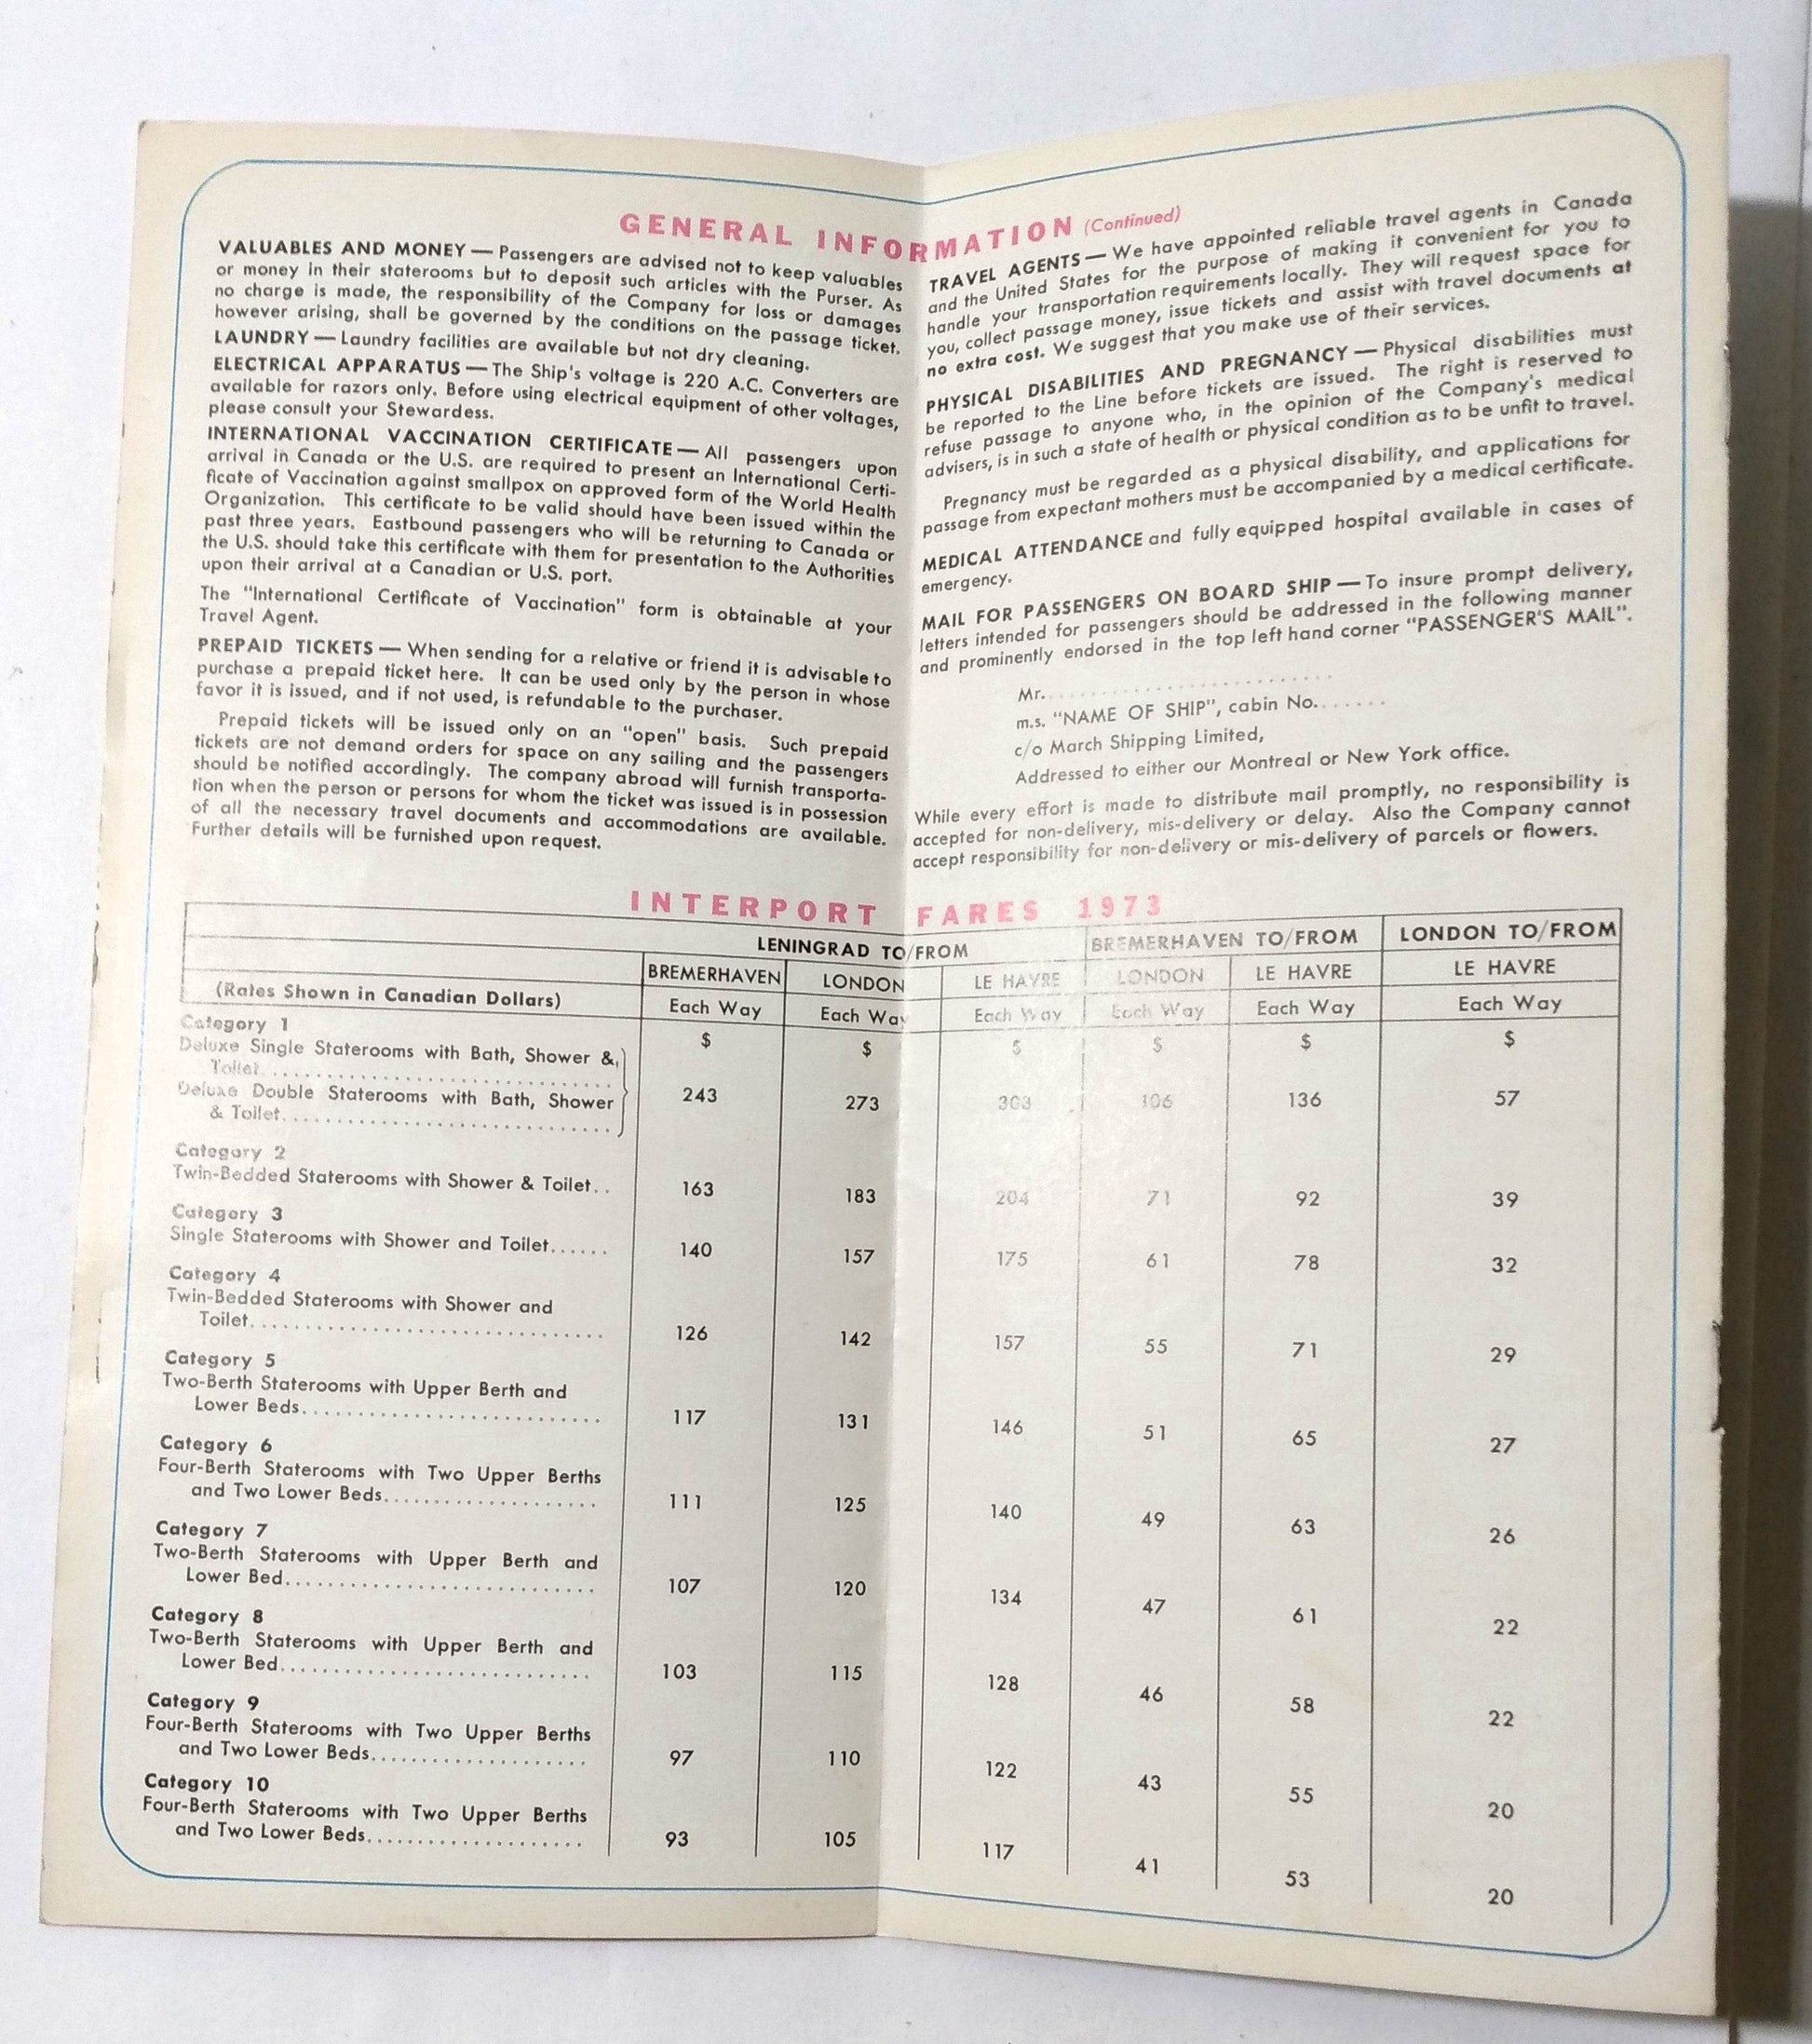 GENERAL INFORMATION (Continued)
VALUABLES AND MONEY — Passengers are advised not to keep valuables
or money in their staterooms but to deposit such articles with the Purser. As
no charge is made, the responsibility of the Company for loss or damages
however arising, shall be governed by the conditions on the passage ticket.
LAUNDRY — Laundry facilities are available but not dry cleaning.
ELECTRICAL APPARATUS — The Ship's voltage is 220 A.C. Converters are
available for razors only. Before using electrical equipment of other voltages,
please consult your Stewardess.
INTERNATIONAL VACCINATION CERTIFICATE — All passengers upon
arrival in Canada or the U.S. are required to present an International Certi-
ficate of Vaccination against smallpox on approved form of the World Health
Organization. This certificate to be valid should have been issued within the
past three years. Eastbound passengers who will be returning to Canada or
the U.S. should take this certificate with them for presentation to the Authorities
upon their arrival at a Canadian or U.S. port.
The "International Certificate of Vaccination" form is obtainable at your
Travel Agent.
PREPAID TICKETS — When sending for a relative or friend it is advisable to
purchase a prepaid ticket here. It can be used only by the person in whose
favor it is issued, and if not used, is refundable to the purchaser.
Prepaid tickets will be issued only on an "open" basis. Such prepaid
tickets are not demand orders for space on any sailing and the passengers
should be notified accordingly. The company abroad will furnish transporta-
tion when the person or persons for whom the ticket was issued is in possession
of all the necessary travel documents and accommodations are available.
Further details will be furnished upon request.
TRAVEL AGENTS — We have appointed reliable travel agents in Canada
and the United States for the purpose of making it convenient for you to
handle your transportation requirements locally. They will request space for
you, collect passage money, issue tickets and assist with travel documents at
no extra cost. We suggest that you make use of their services.
PHYSICAL DISABILITIES AND PREGNANCY — Physical disabilities must
be reported to the Line before tickets are issued. The right is reserved to
refuse passage to anyone who, in the opinion of the Company's medical
advisers, is in such a state of health or physical condition as to be unfit to travel.
Pregnancy must be regarded as a physical disability, and applications for
passage from expectant mothers must be accompanied by a medical certificate.
MEDICAL ATTENDANCE and fully equipped hospital available in cases of
emergency.
MAIL FOR PASSENGERS ON BOARD SHIP — To insure prompt delivery,
letters intended for passengers should be addressed in the following manner
and prominently endorsed in the top left hand corner "PASSENGER'S MAIL".
Mr..........................
m.s. "NAME OF SHIP", cabin No.......
c/o March Shipping Limited,
Addressed to either our Montreal or New York office.
While every effort is made to distribute mail promptly, no responsibility is
accepted for non-delivery, mis-delivery or delay. Also the Company cannot
accept responsibility for non-delivery or mis-delivery of parcels or flowers.
INTERPORT FARES 1973
LENINGRAD TO/FROM BREMERHAVEN TO/FROM LONDON TO/FROM
BREMERHAVEN LONDON LE HAVRE LONDON LE HAVRE LE HAVRE
(Rates Shown in Canadian Dollars) Each Way Each Way Each Way Each Way Each Way Each Way
Category 1 $ $ $ $ $ $
Deluxe Single Staterooms with Bath, Shower &
Toilet..............................
Deluxe Double Staterooms with Bath, Shower 243 273 303 106 136 57
& Toilet..............................
Category 2
Twin-Bedded Staterooms with Shower & Toilet.. 163 183 204 71 92 39
Category 3
Single Staterooms with Shower and Toilet...... 140 157 175 61 78 32
Category 4
Twin-Bedded Staterooms with Shower and
Toilet.............................. 126 142 157 55 71 29
Category 5
Two-Berth Staterooms with Upper Berth and
Lower Beds.......................... 117 131 146 51 65 27
Category 6
Four-Berth Staterooms with Two Upper Berths
and Two Lower Beds.................... 111 125 140 49 63 26
Category 7
Two-Berth Staterooms with Upper Berth and
Lower Bed........................... 107 120 134 47 61 22
Category 8
Two-Berth Staterooms with Upper Berth and
Lower Bed........................... 103 115 128 46 58 22
Category 9
Four-Berth Staterooms with Two Upper Berths
and Two Lower Beds.................... 97 110 122 43 55 20
Category 10
Four-Berth Staterooms with Two Upper Berths
and Two Lower Beds.................... 93 105 117 41 53 20